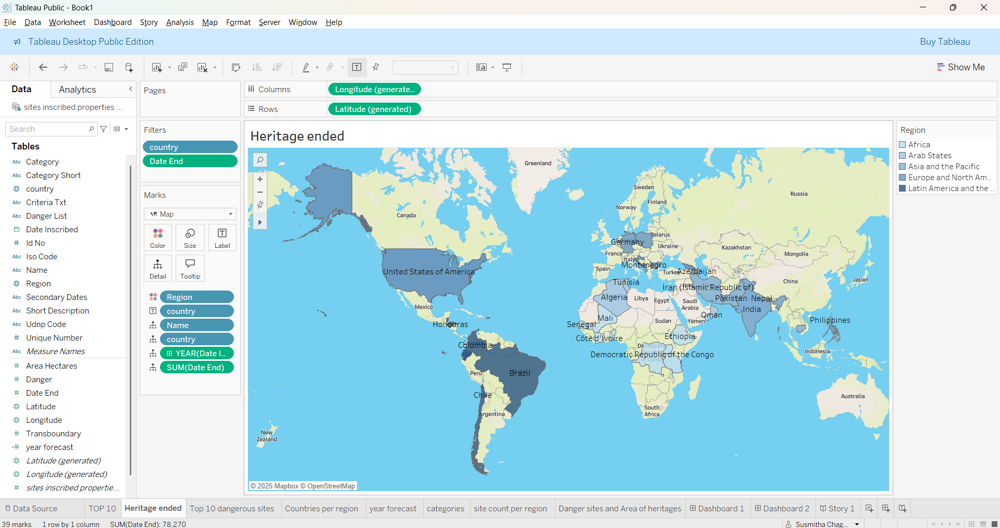 Tableau Public - Book1
File Data Worksheet Dashboard Story Analysis Map Format Server Window Help
Tableau Desktop Public Edition
Buy Tableau
Show Me
Data
Analytics
sites inscribed properties ...
Search
Tables
Abc Category
Abc Category Short
country
Abc Criteria Txt
Abc Danger List
Date Inscribed
# Id No
Abc Iso Code
Abc Name
Region
Abc Secondary Dates
Abc Short Description
Abc Udnp Code
# Unique Number
Abc Measure Names
# Area Hectares
# Danger
# Date End
Latitude
Longitude
# Transboundary
=# year forecast
Latitude (generated)
Longitude (generated)
# sites inscribed propertie...
Pages
Filters
country
Date End
Marks
Map
Color
Size
Label
Detail
Tooltip
Region
country
Name
country
YEAR(Date I..
SUM(Date End)
Columns
Longitude (generate..
Rows
Latitude (generated)
Heritage ended
Greenland
Sweden
Russia
Finland
Norway
Canada
Belarus
Germany
Ukraine
Kazakhstan
France
Mongolia
Italy
Montenegro
Spain
United States of America
Turkey
Azerbaijan
Japan
China
Tunisia
Iran (Islamic Republic of)
Iraq
Algeria
Libya
Egypt
Saudi
Arabia
Pakistan
Nepal
India
Mexico
Mali
Oman
Sudan
Yemen
Philippines
Honduras
Senegal
Côte d'Ivoire
Ethiopia
Colombia
Democratic Republic of the Congo
Indonesia
Peru
Brazil
Chile
Australia
South
Africa
Argentina
New
Zealand
© 2025 Mapbox © OpenStreetMap
Region
Africa
Arab States
Asia and the Pacific
Europe and North Am..
Latin America and the ..
Data Source
TOP 10
Heritage ended
Top 10 dangerous sites
Countries per region
year forecast
categories
site count per region
Danger sites and Area of heritages
Dashboard 1
Dashboard 2
Story 1
39 marks 1 row by 1 column SUM(Date End): 78,270
Susmitha Chag...